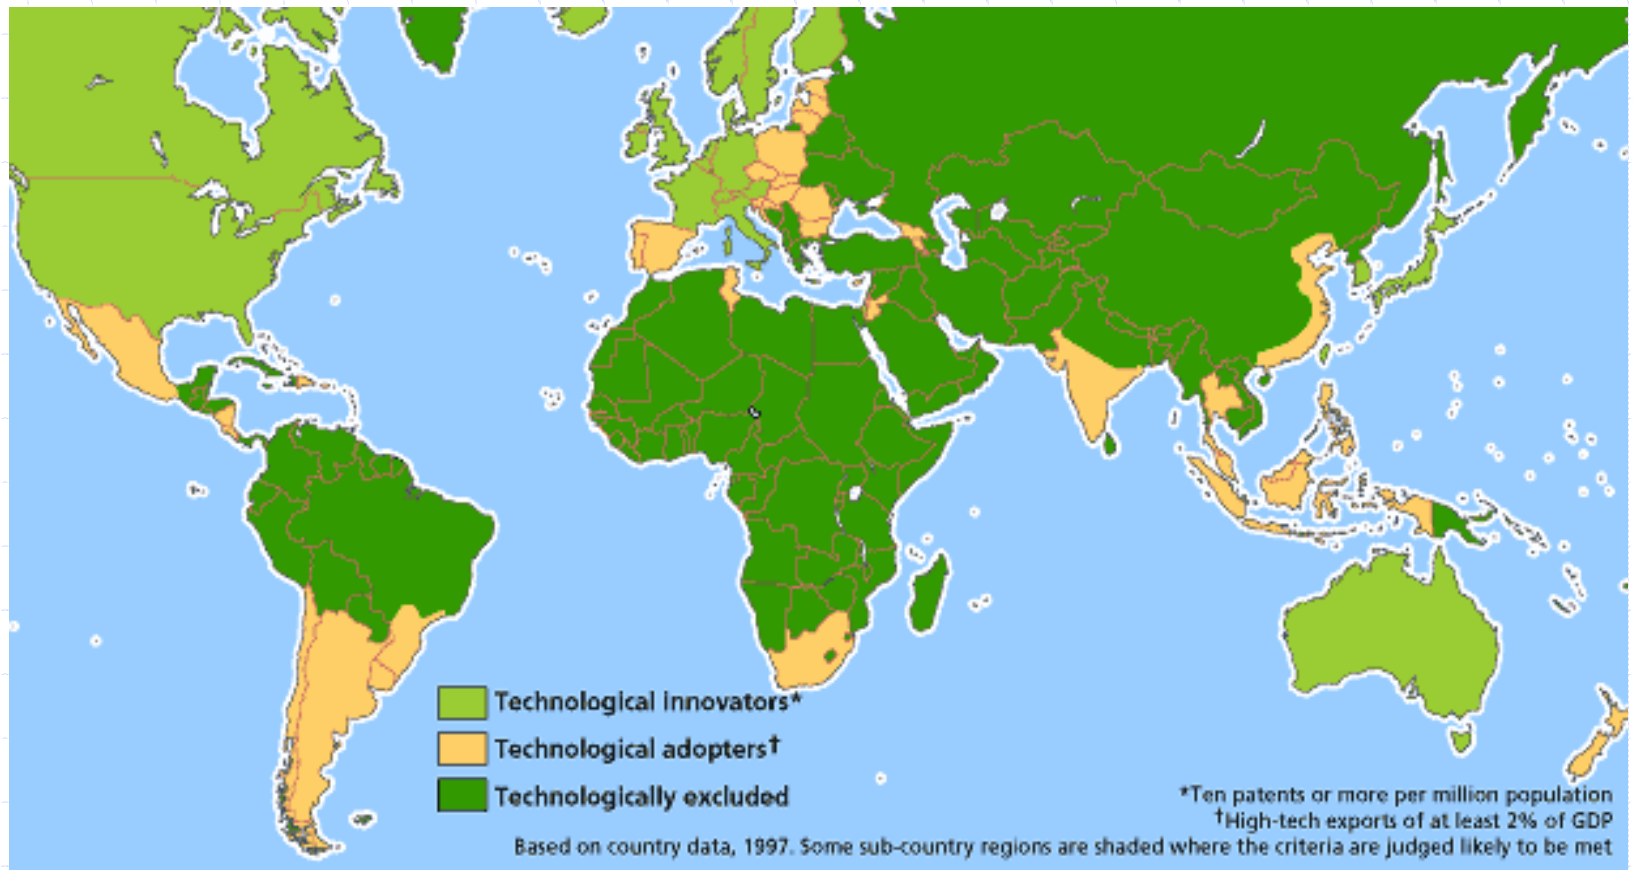 Technological innovators*
Technological adopters†
Technologically excluded
*Ten patents or more per million population
†High-tech exports of at least 2% of GDP
Based on country data, 1997. Some sub-country regions are shaded where the criteria are judged likely to be met